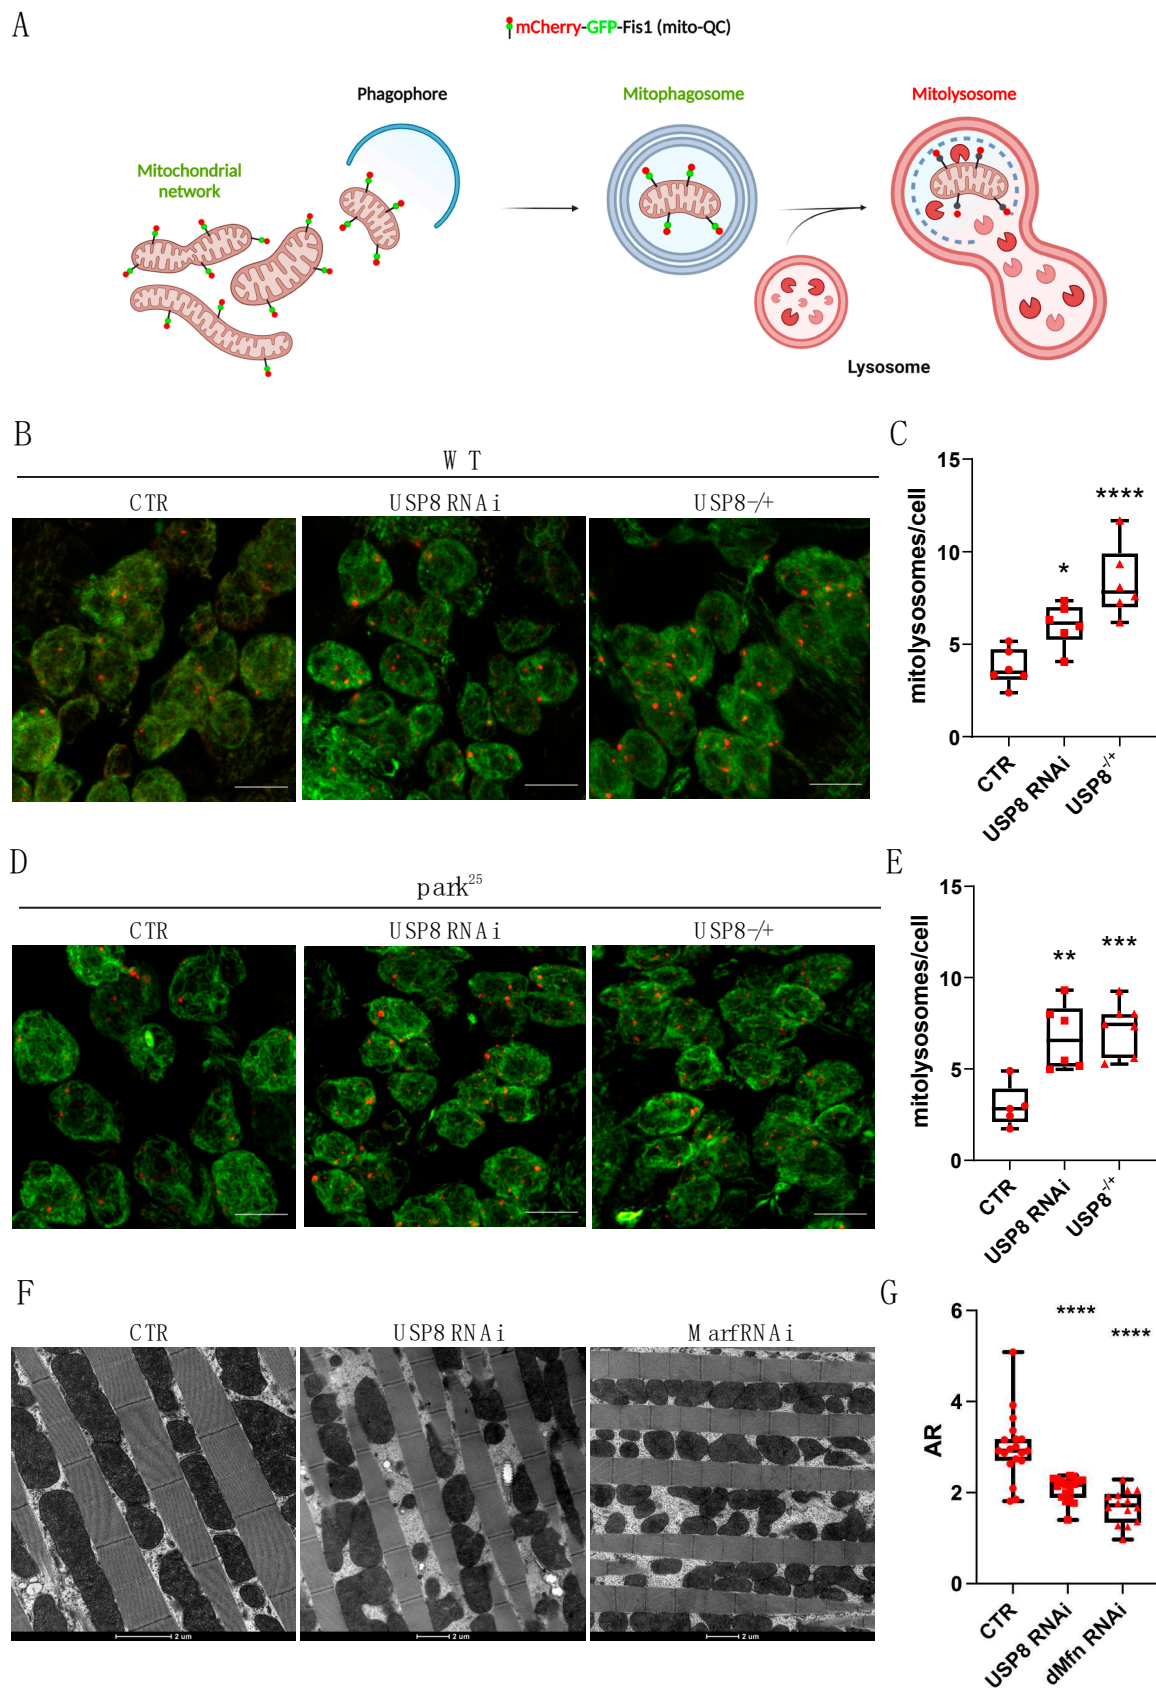 A
mCherry-GFP-Fis1 (mito-QC)
Phagophore
Mitophagosome
Mitolysosome
Mitochondrial
network
Lysosome
B
WT
CTR
USP8 RNAi
USP8-/+
C
15
10
5
0
mitolysosomes/cell
*
****
CTR
USP8 RNAi
USP8-/+
D
park25
CTR
USP8 RNAi
USP8-/+
E
15
10
5
0
mitolysosomes/cell
**
***
CTR
USP8 RNAi
USP8-/+
F
CTR
USP8 RNAi
Marf RNAi
2 um
2 um
2 um
G
6
4
2
0
AR
****
****
CTR
USP8 RNAi
dMfn RNAi